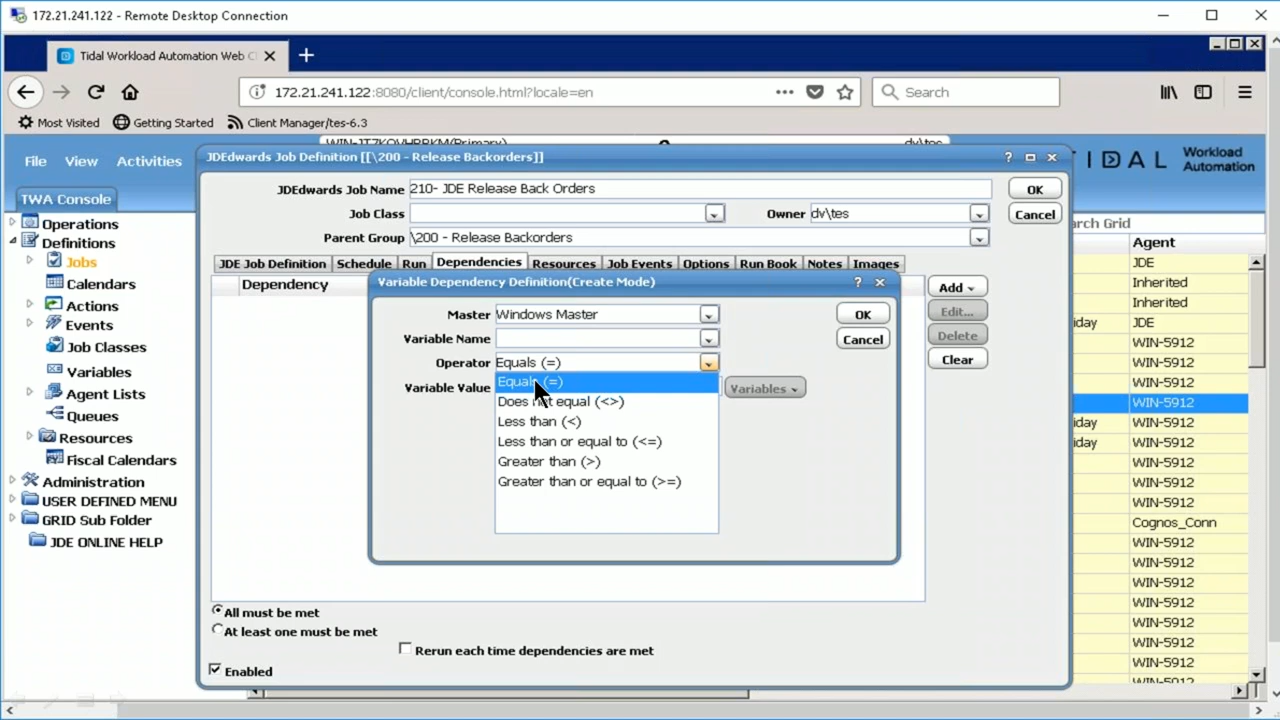 172.21.241.122 - Remote Desktop Connection
Tidal Workload Automation Web C
172.21.241.122:8080/client/console.html?locale=en
Search
Most Visited
Getting Started
Client Manager/tes-6.3
(Primary)
dv\tes
File
View
Activities
TIDAL
Workload Automation
TWA Console
Operations
Definitions
Jobs
Calendars
Actions
Events
Job Classes
Variables
Agent Lists
Queues
Resources
Fiscal Calendars
Administration
USER DEFINED MENU
GRID Sub Folder
JDE ONLINE HELP
JDEdwards Job Definition [[\200 - Release Backorders]]
JDEdwards Job Name 210- JDE Release Back Orders
OK
Job Class
Owner dv\tes
Cancel
Parent Group \200 - Release Backorders
JDE Job Definition
Schedule
Run
Dependencies
Resources
Job Events
Options
Run Book
Notes
Images
Dependency
Add
Edit...
Delete
Clear
Variable Dependency Definition(Create Mode)
Master Windows Master
OK
Variable Name
Cancel
Operator Equals (=)
Variable Value
Variables
Equals (=)
Does not equal (<>)
Less than (<)
Less than or equal to (<=)
Greater than (>)
Greater than or equal to (>=)
All must be met
At least one must be met
Rerun each time dependencies are met
Enabled
rch Grid
Agent
JDE
Inherited
Inherited
iday JDE
WIN-5912
WIN-5912
WIN-5912
WIN-5912
iday WIN-5912
iday WIN-5912
WIN-5912
WIN-5912
WIN-5912
Cognos_Conn
WIN-5912
WIN-5912
WIN-5912
WIN-5912
WIN-5912
WIN-5912
WIN-5912
WIN-5912